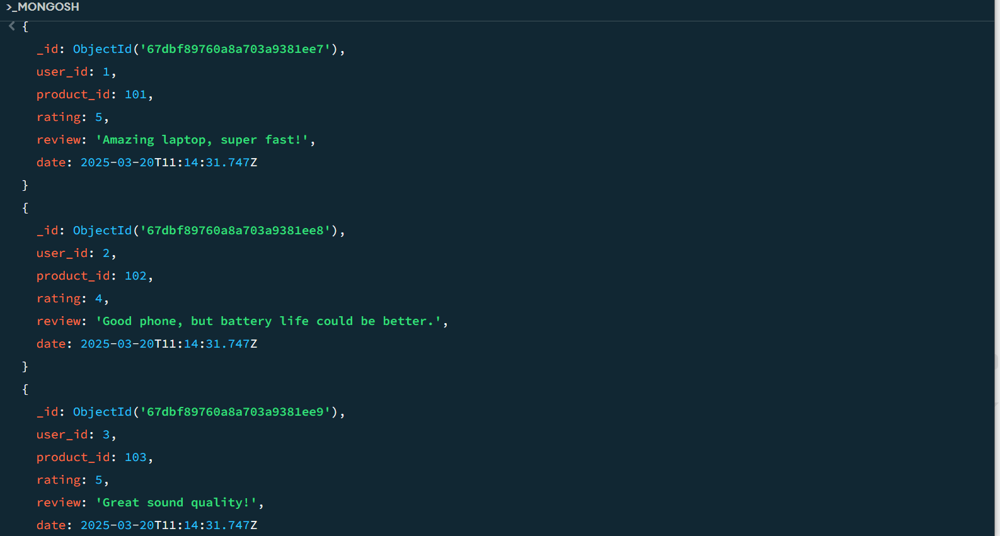 >_MONGOSH
{
_id: ObjectId('67dbf89760a8a703a9381ee7'),
user_id: 1,
product_id: 101,
rating: 5,
review: 'Amazing laptop, super fast!',
date: 2025-03-20T11:14:31.747Z
}
{
_id: ObjectId('67dbf89760a8a703a9381ee8'),
user_id: 2,
product_id: 102,
rating: 4,
review: 'Good phone, but battery life could be better.',
date: 2025-03-20T11:14:31.747Z
}
{
_id: ObjectId('67dbf89760a8a703a9381ee9'),
user_id: 3,
product_id: 103,
rating: 5,
review: 'Great sound quality!',
date: 2025-03-20T11:14:31.747Z